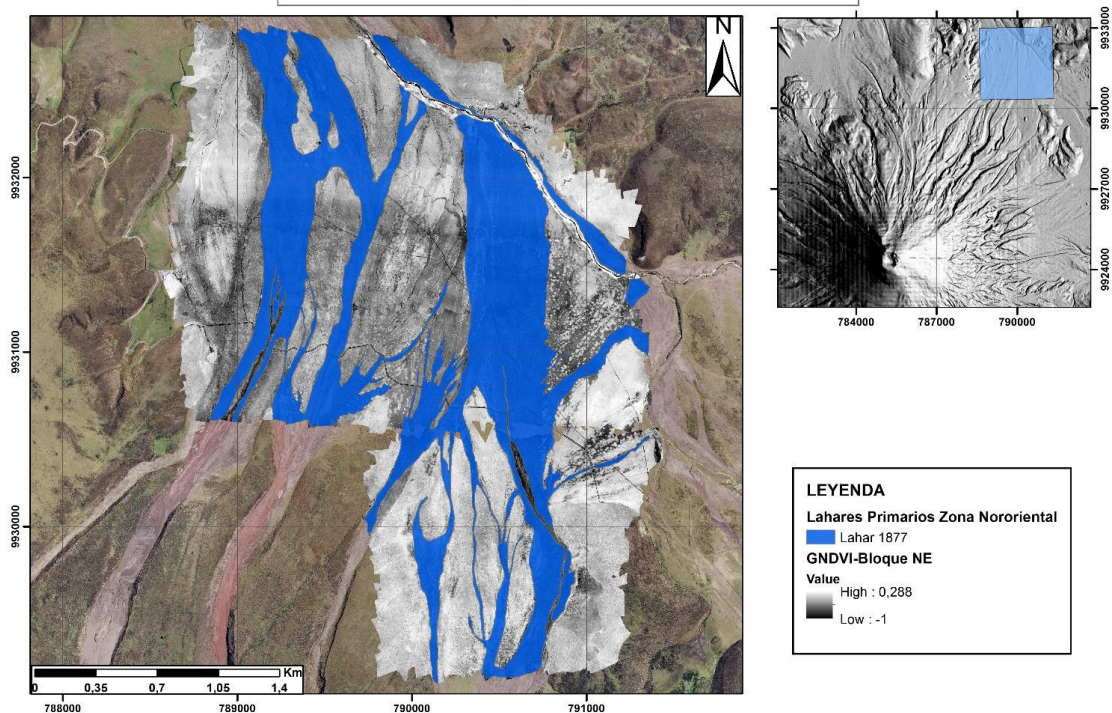 N
9932000
9931000
9930000
788000 789000 790000 791000
Km
0 0,35 0,7 1,05 1,4
9933000
9930000
9927000
9924000
784000 787000 790000
LEYENDA
Lahares Primarios Zona Nororiental
Lahar 1877
GNDVI-Bloque NE
Value
High : 0,288
Low : -1